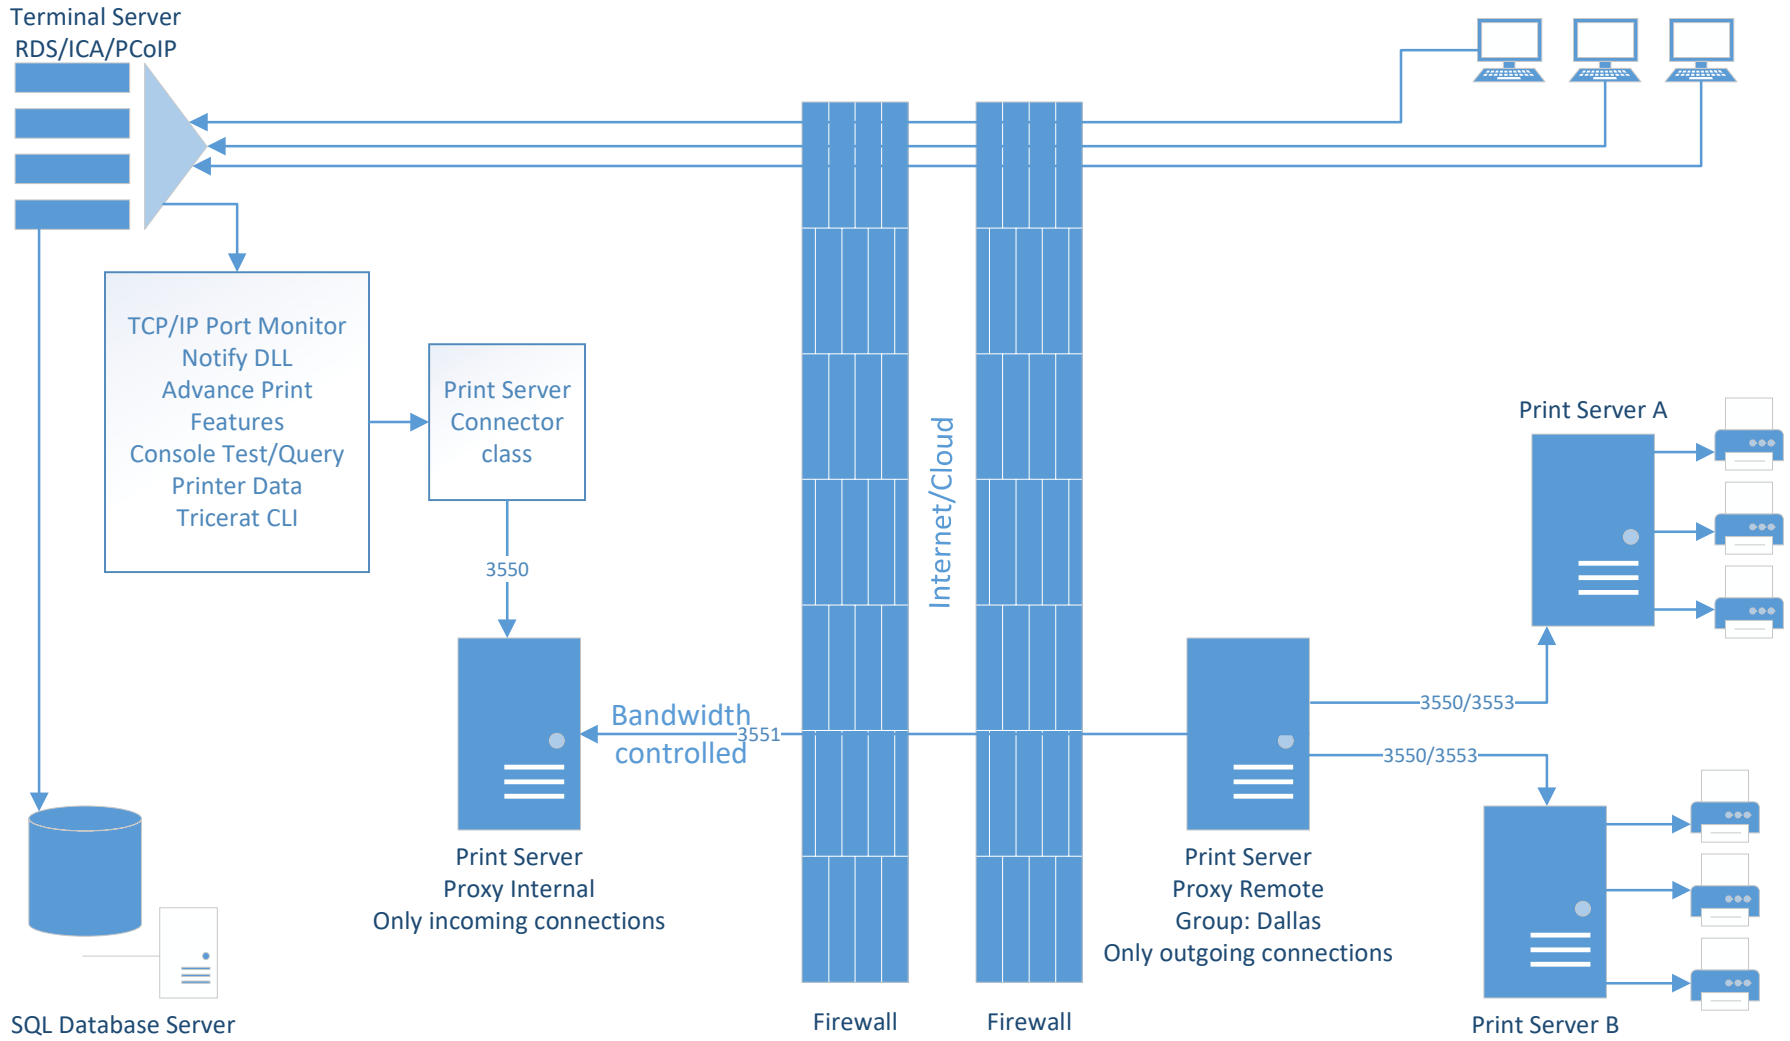 Terminal Server
RDS/ICA/PCoIP
TCP/IP Port Monitor
Notify DLL
Advance Print
Features
Console Test/Query
Printer Data
Tricerat CLI
Print Server
Connector
class
3550
Internet/Cloud
Print Server A
Bandwidth
controlled
3551
3550/3553
3550/3553
Print Server
Proxy Internal
Only incoming connections
Print Server
Proxy Remote
Group: Dallas
Only outgoing connections
SQL Database Server
Firewall
Firewall
Print Server B